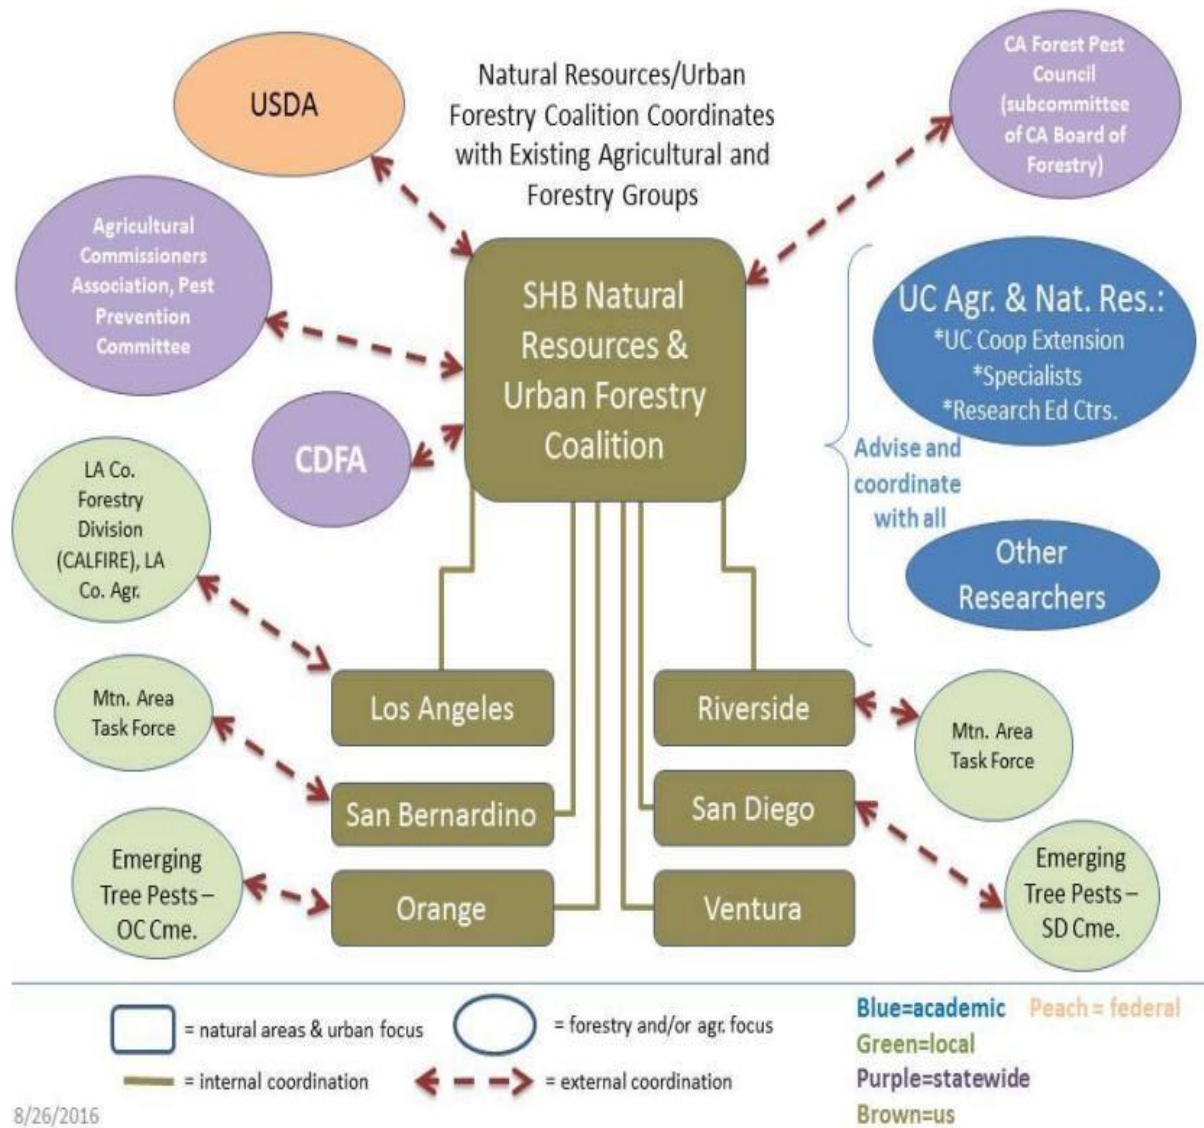 USDA
Natural Resources/Urban
Forestry Coalition Coordinates
with Existing Agricultural and
Forestry Groups
CA Forest Pest
Council
(subcommittee
of CA Board of
Forestry)
Agricultural
Commissioners
Association, Pest
Prevention
Committee
SHB Natural
Resources &
Urban Forestry
Coalition
UC Agr. & Nat. Res.:
*UC Coop Extension
*Specialists
*Research Ed Ctrs.
CDFA
Advise and
coordinate
with all
LA Co.
Forestry
Division
(CALFIRE), LA
Co. Agr.
Other
Researchers
Los Angeles
Riverside
Mtn. Area
Task Force
Mtn. Area
Task Force
San Bernardino
San Diego
Emerging
Tree Pests –
OC Cme.
Emerging
Tree Pests –
SD Cme.
Orange
Ventura
= natural areas & urban focus
= forestry and/or agr. focus
= internal coordination
= external coordination
Blue=academic Peach = federal
Green=local
Purple=statewide
Brown=us
8/26/2016